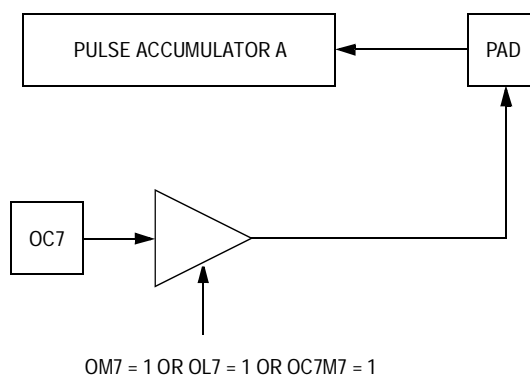 PULSE ACCUMULATOR A
PAD
OC7
OM7 = 1 OR OL7 = 1 OR OC7M7 = 1